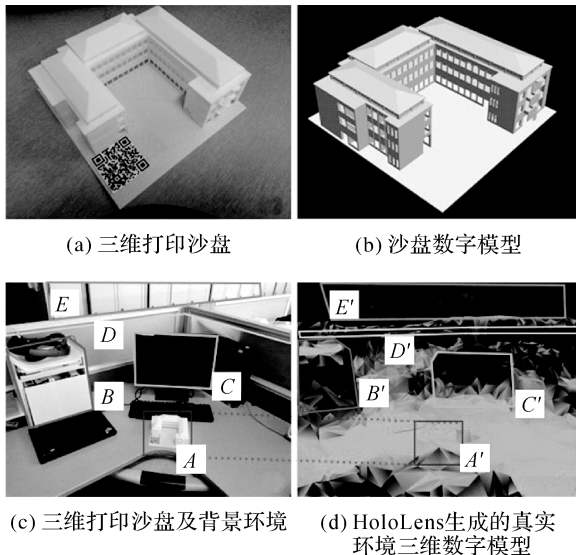 (a) 三维打印沙盘
(b) 沙盘数字模型
E
D
B
C
A
E′
D′
B′
C′
A′
(c) 三维打印沙盘及背景环境
(d) HoloLens生成的真实
环境三维数字模型